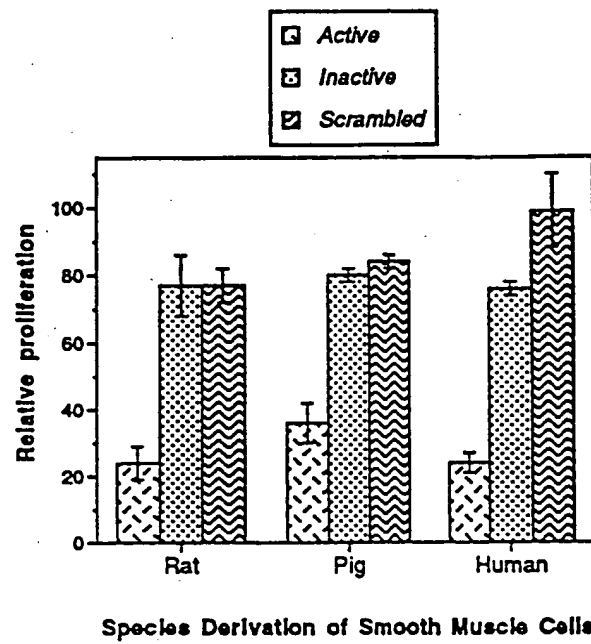 Active
Inactive
Scrambled
Relative proliferation
100
80
60
40
20
0
Rat
Pig
Human
Species Derivation of Smooth Muscle Cells